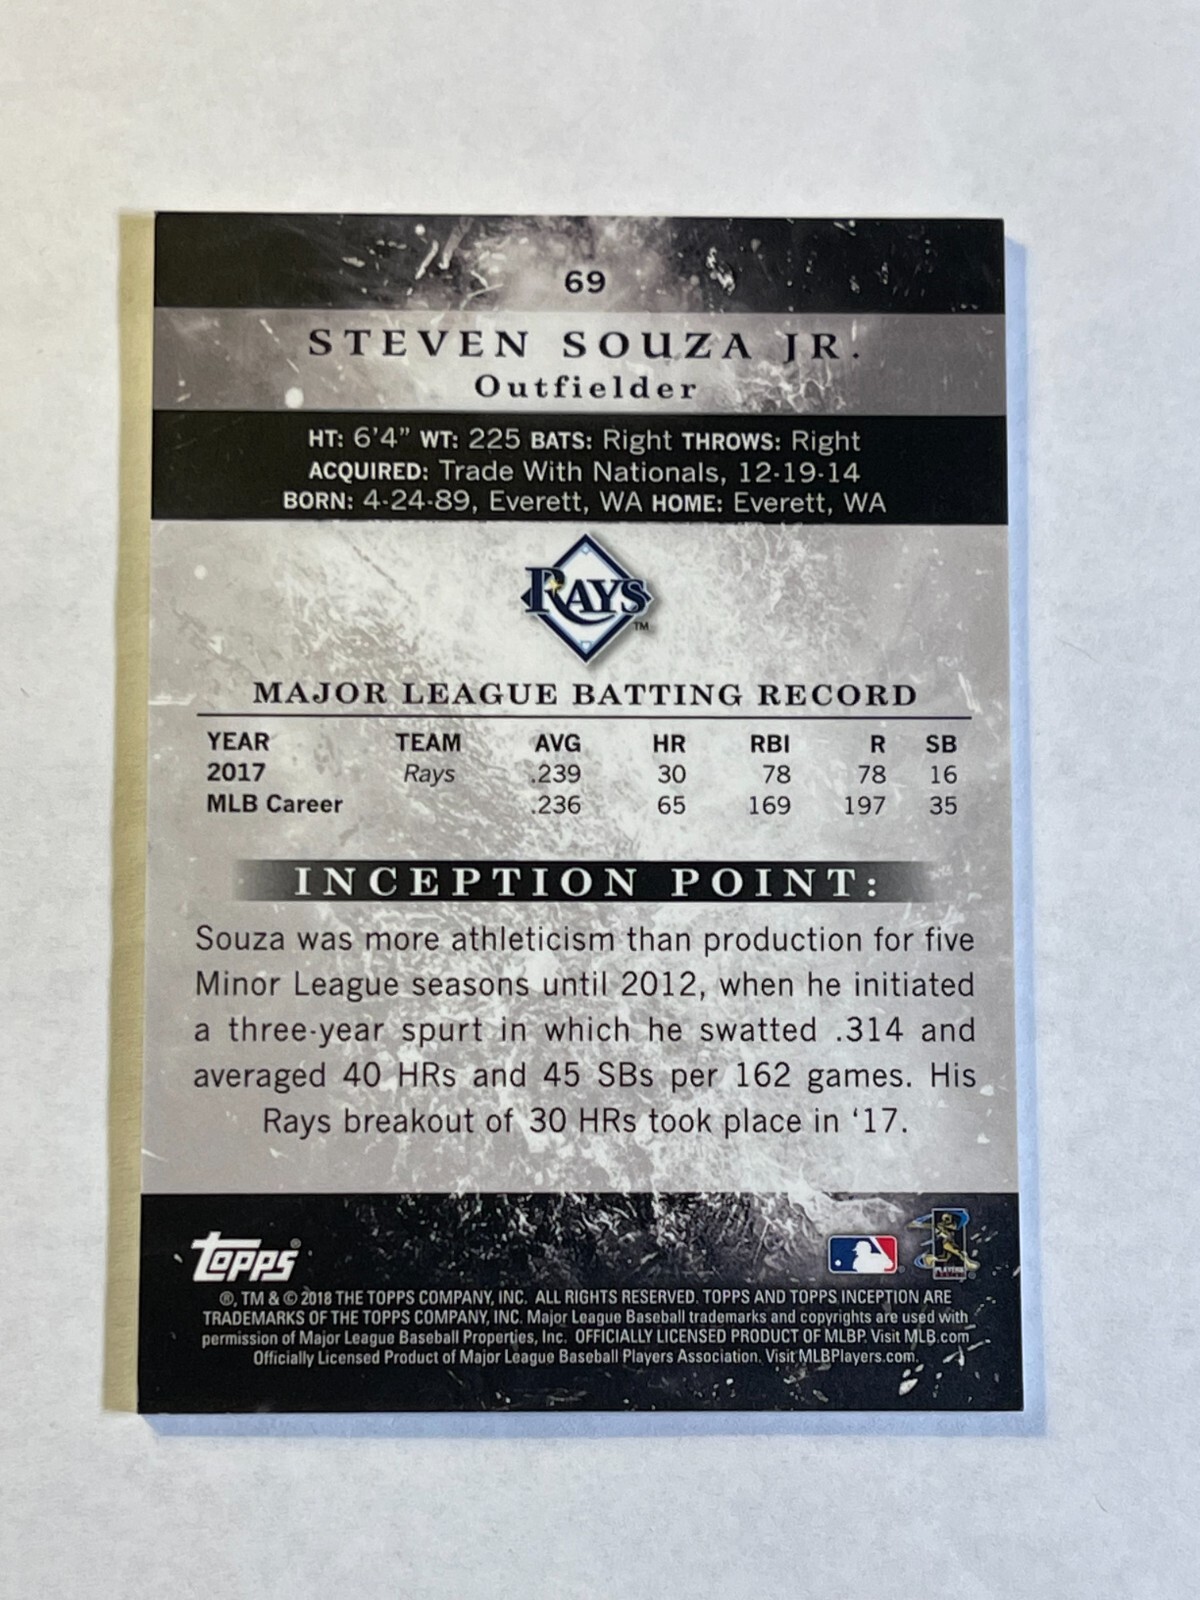 69
STEVEN SOUZA JR.
Outfielder
HT: 6'4" WT: 225 BATS: Right THROWS: Right
ACQUIRED: Trade With Nationals, 12-19-14
BORN: 4-24-89, Everett, WA HOME: Everett, WA
RAYS TM
MAJOR LEAGUE BATTING RECORD
YEAR TEAM AVG HR RBI R SB
2017 Rays .239 30 78 78 16
MLB Career .236 65 169 197 35
INCEPTION POINT:
Souza was more athleticism than production for five
Minor League seasons until 2012, when he initiated
a three-year spurt in which he swatted .314 and
averaged 40 HRs and 45 SBs per 162 games. His
Rays breakout of 30 HRs took place in '17.
topps®
®, TM & © 2018 THE TOPPS COMPANY, INC. ALL RIGHTS RESERVED. TOPPS AND TOPPS INCEPTION ARE
TRADEMARKS OF THE TOPPS COMPANY, INC. Major League Baseball trademarks and copyrights are used with
permission of Major League Baseball Properties, Inc. OFFICIALLY LICENSED PRODUCT OF MLBP. Visit MLB.com
Officially Licensed Product of Major League Baseball Players Association. Visit MLBPlayers.com.